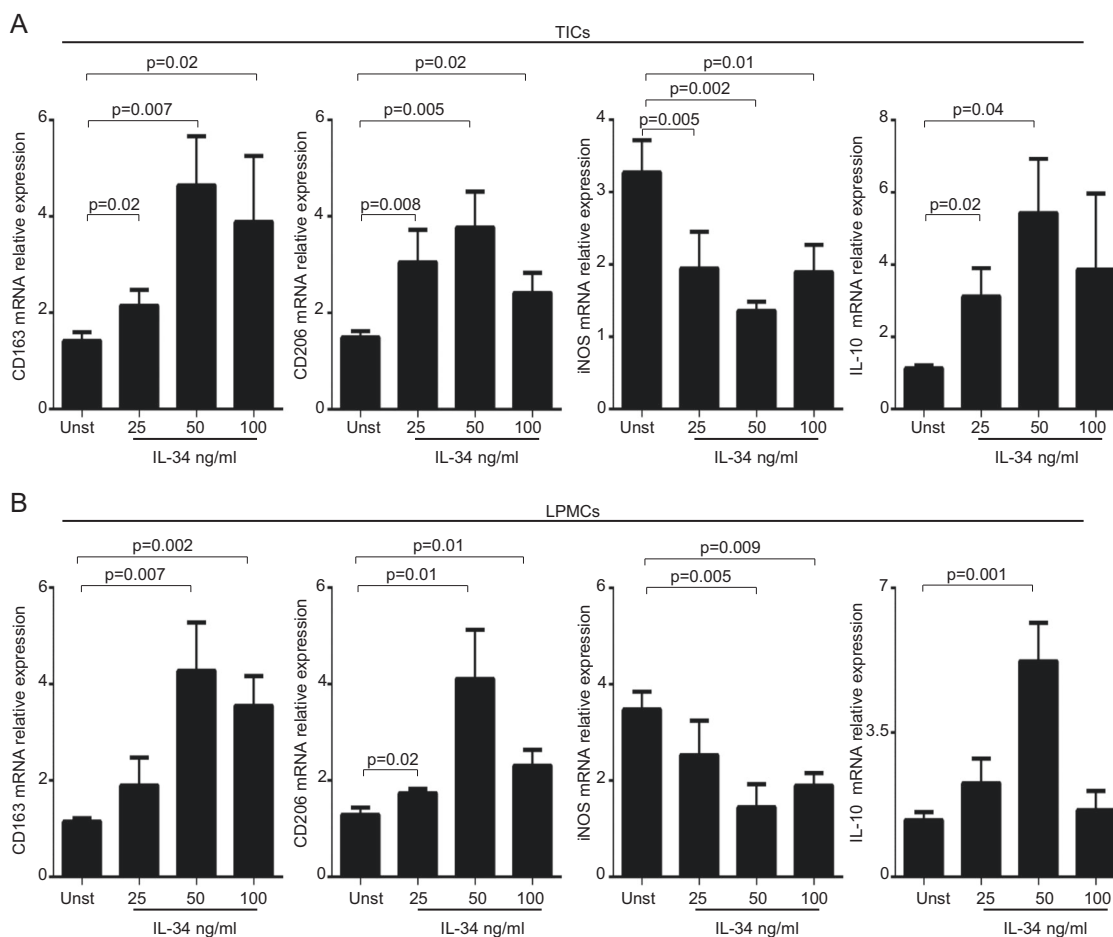 A
TICs
p=0.02
p=0.007
p=0.02
CD163 mRNA relative expression
6
4
2
0
Unst 25 50 100
IL-34 ng/ml
p=0.02
p=0.005
p=0.008
CD206 mRNA relative expression
6
4
2
0
Unst 25 50 100
IL-34 ng/ml
p=0.01
p=0.002
p=0.005
iNOS mRNA relative expression
4
3
2
1
0
Unst 25 50 100
IL-34 ng/ml
p=0.04
p=0.02
IL-10 mRNA relative expression
8
6
4
2
0
Unst 25 50 100
IL-34 ng/ml
B
LPMCs
p=0.002
p=0.007
CD163 mRNA relative expression
6
4
2
0
Unst 25 50 100
IL-34 ng/ml
p=0.01
p=0.01
p=0.02
CD206 mRNA relative expression
6
4
2
0
Unst 25 50 100
IL-34 ng/ml
p=0.009
p=0.005
iNOS mRNA relative expression
6
4
2
0
Unst 25 50 100
IL-34 ng/ml
p=0.001
IL-10 mRNA relative expression
7
3.5
0
Unst 25 50 100
IL-34 ng/ml